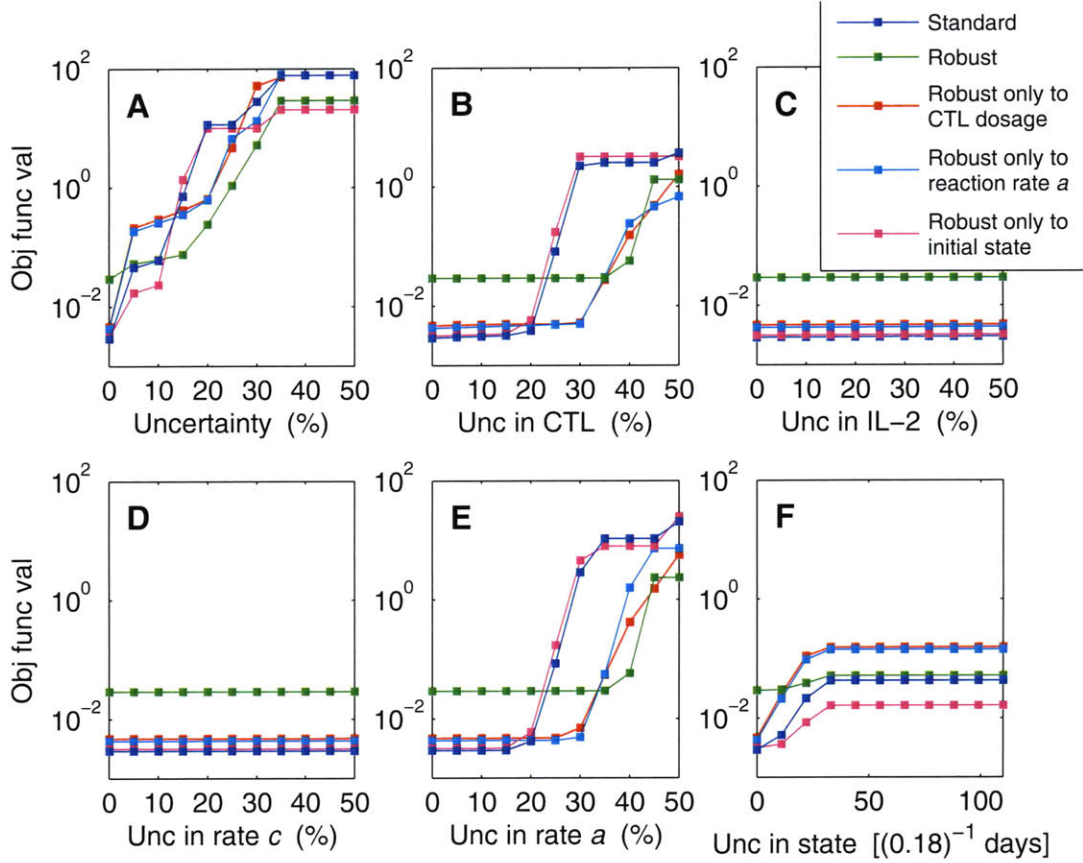 Standard
Robust
Robust only to
CTL dosage
Robust only to
reaction rate a
Robust only to
initial state
A
B
C
Obj func val
10^2
10^0
10^-2
0 10 20 30 40 50
Uncertainty (%)
10^2
10^0
10^-2
0 10 20 30 40 50
Unc in CTL (%)
10^2
10^0
10^-2
0 10 20 30 40 50
Unc in IL-2 (%)
D
E
F
Obj func val
10^2
10^0
10^-2
0 10 20 30 40 50
Unc in rate c (%)
10^2
10^0
10^-2
0 10 20 30 40 50
Unc in rate a (%)
10^2
10^0
10^-2
0 50 100
Unc in state [(0.18)^-1 days]